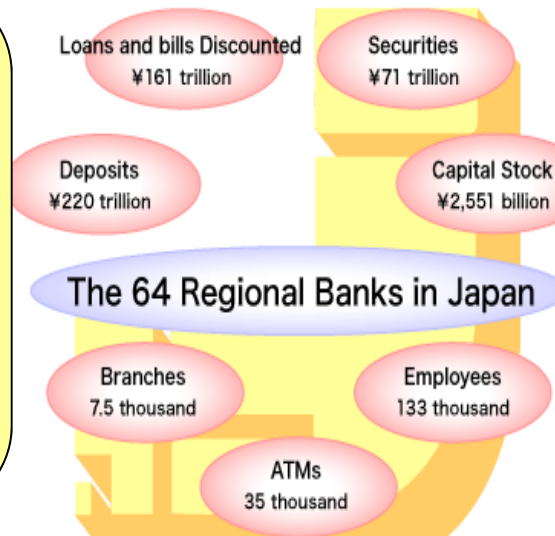 Loans and bills Discounted
¥161 trillion
Securities
¥71 trillion
Deposits
¥220 trillion
Capital Stock
¥2,551 billion
The 64 Regional Banks in Japan
Branches
7.5 thousand
Employees
133 thousand
ATMs
35 thousand